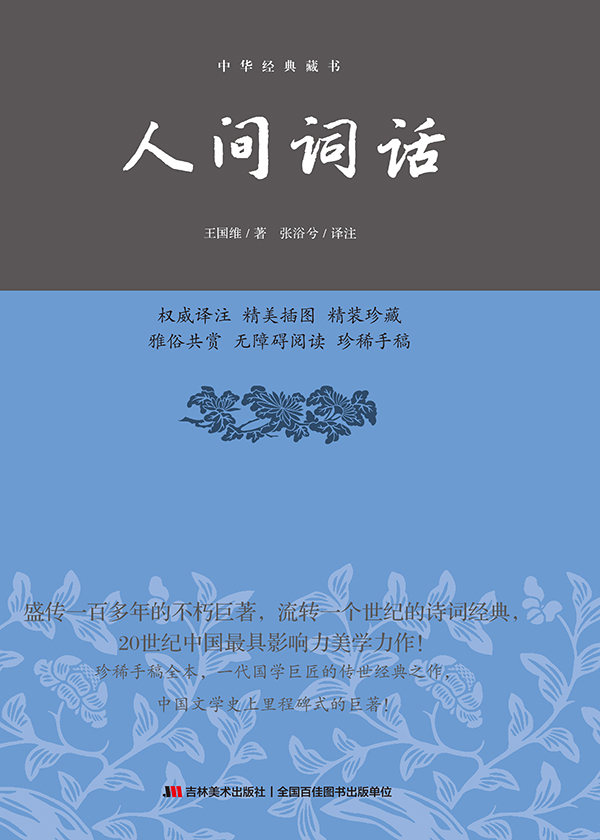 中华经典藏书
人间词话
王国维 / 著 张浴兮 / 译注
权威译注 精美插图 精装珍藏
雅俗共赏 无障碍阅读 珍稀手稿
盛传一百多年的不朽巨著，流转一个世纪的诗词经典，
20世纪中国最具影响力美学力作！
珍稀手稿全本，一代国学巨匠的传世经典之作，
中国文学史上里程碑式的巨著！
吉林美术出版社 | 全国百佳图书出版单位